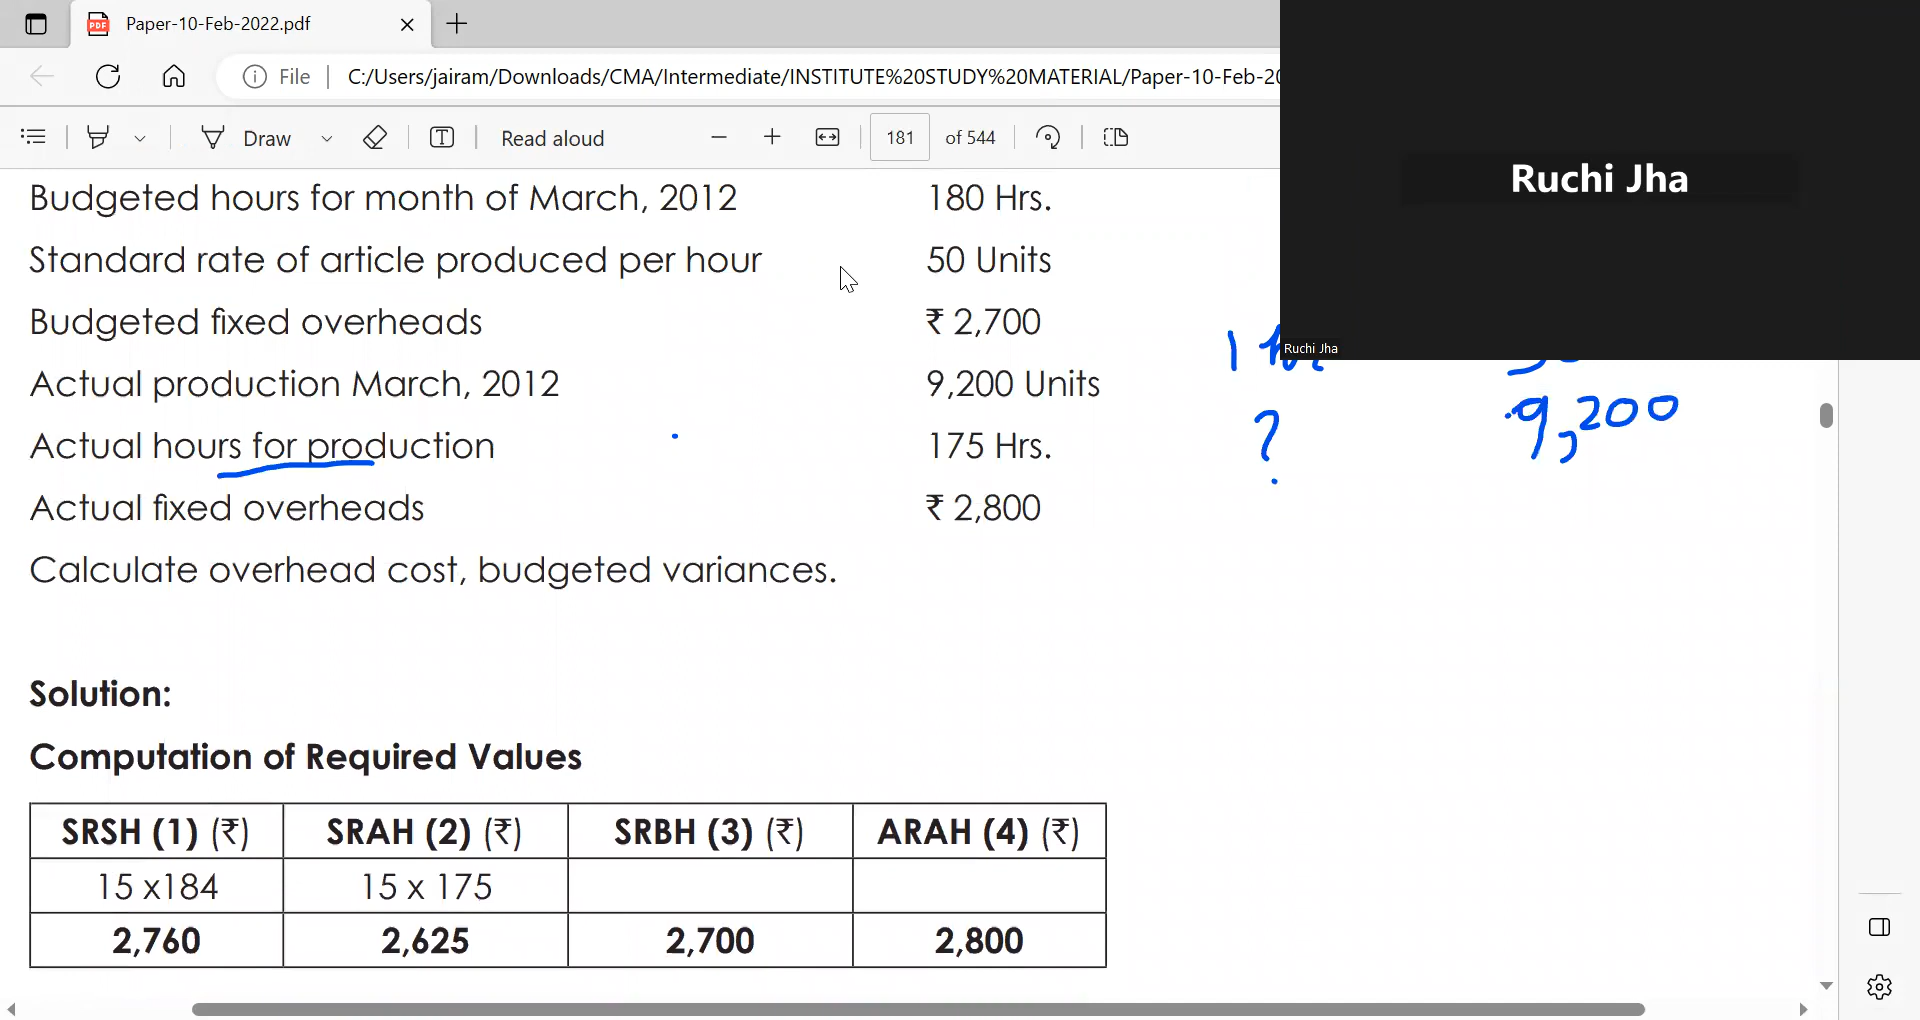 Paper-10-Feb-2022.pdf
File | C:/Users/jairam/Downloads/CMA/Intermediate/INSTITUTE%20STUDY%20MATERIAL/Paper-10-Feb-20
Draw Read aloud 181 of 544
Ruchi Jha
Ruchi Jha
Budgeted hours for month of March, 2012 180 Hrs.
Standard rate of article produced per hour 50 Units
Budgeted fixed overheads ₹ 2,700
1
Actual production March, 2012 9,200 Units
? 9,200
Actual hours for production 175 Hrs.
Actual fixed overheads ₹ 2,800
Calculate overhead cost, budgeted variances.
Solution:
Computation of Required Values
SRSH (1) (₹) SRAH (2) (₹) SRBH (3) (₹) ARAH (4) (₹)
15 x184 15 x 175
2,760 2,625 2,700 2,800